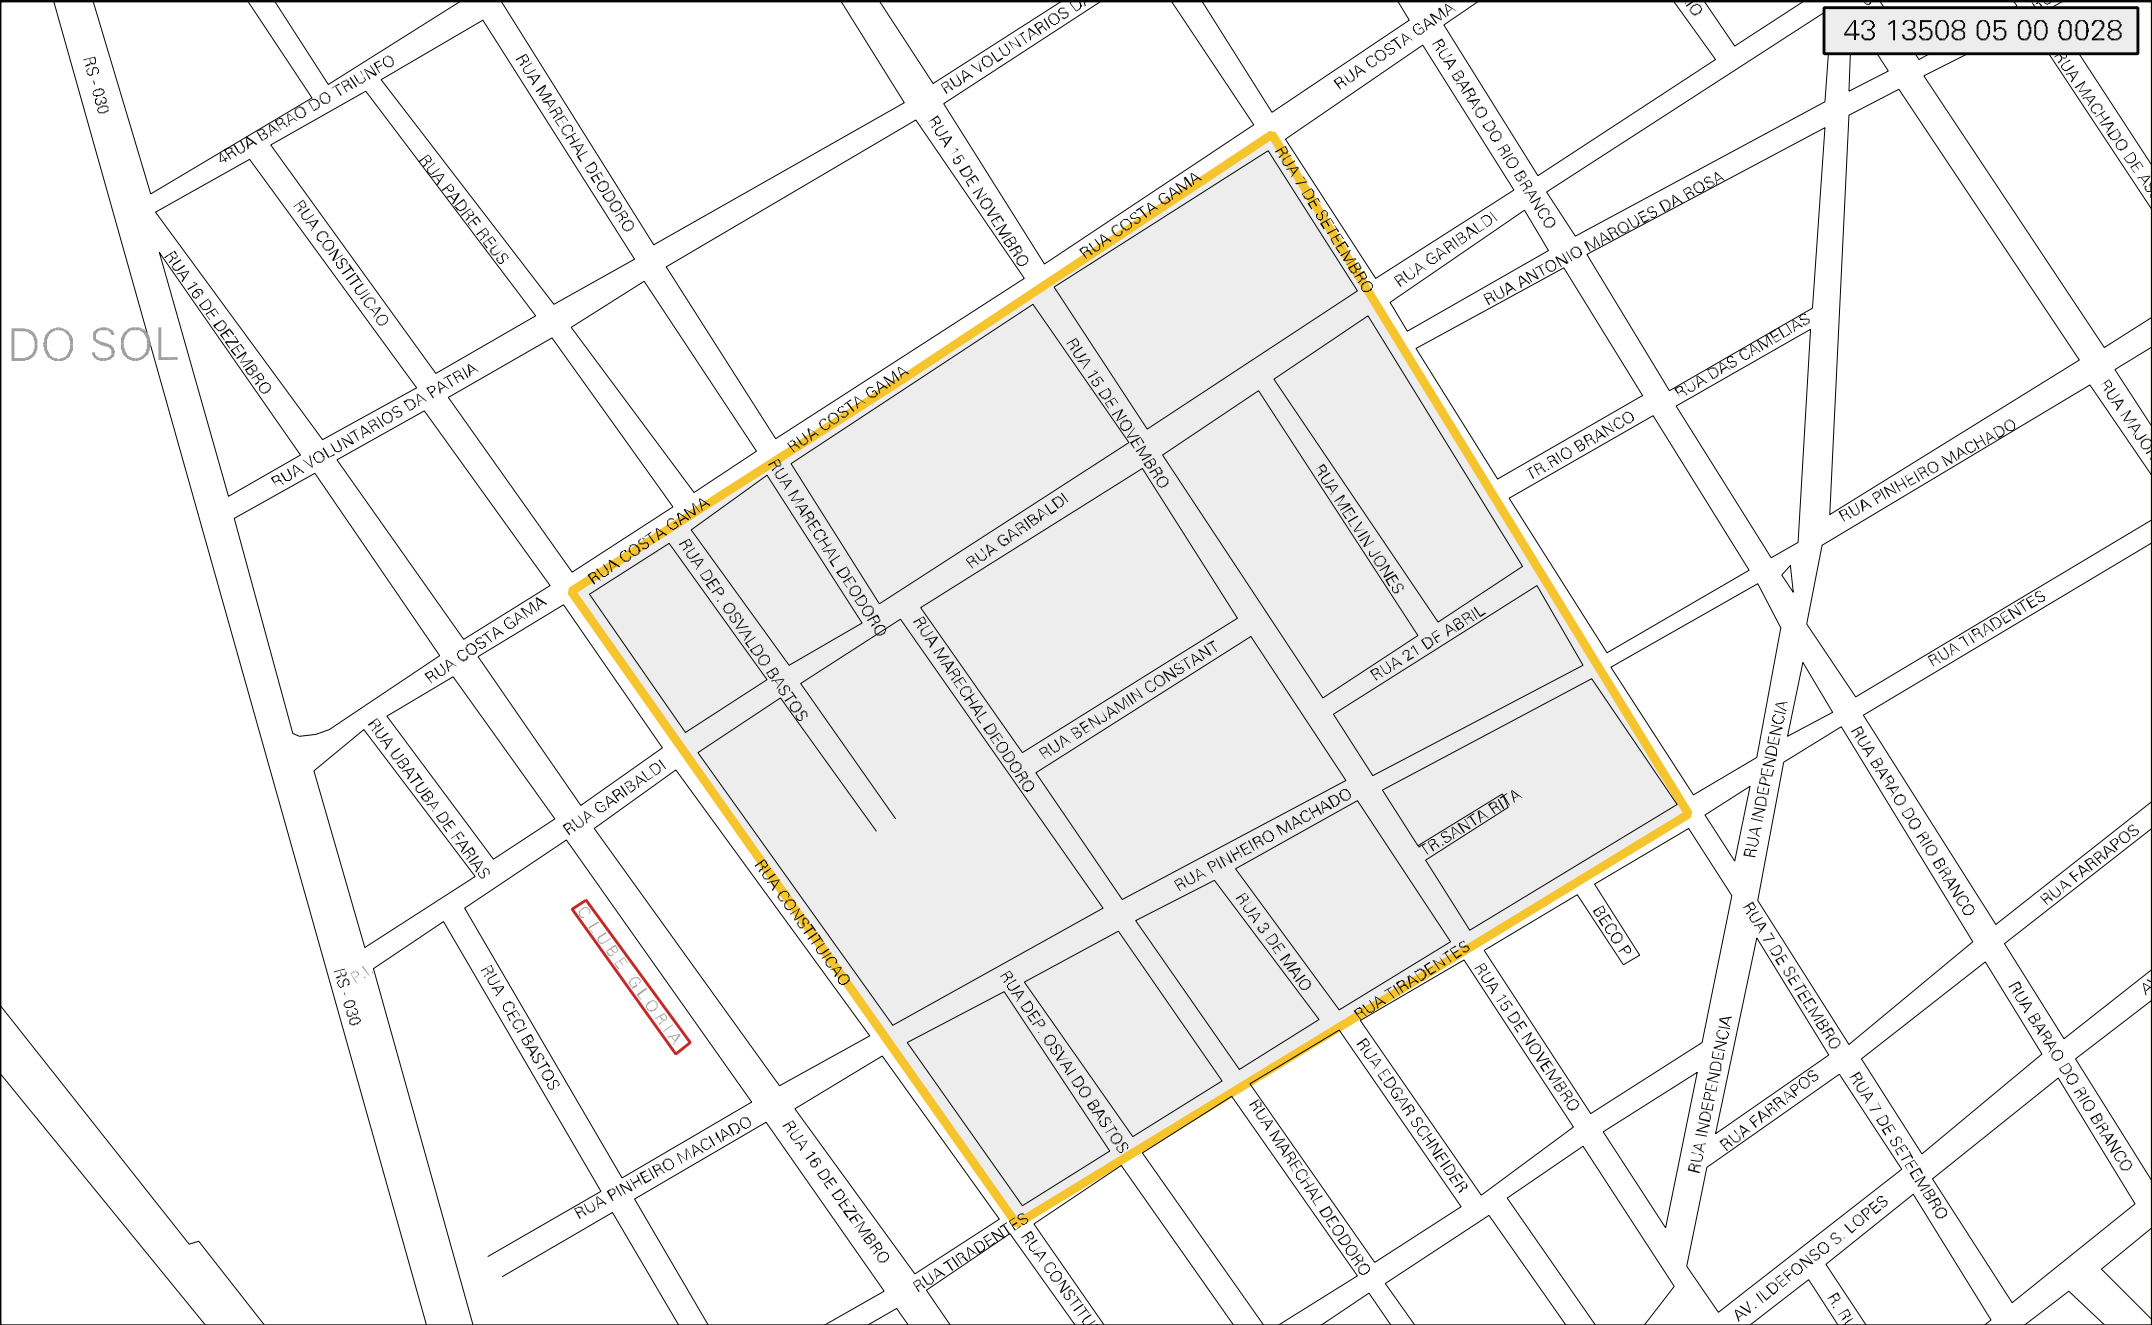 43 13508 05 00 0028
RS - 030
4RUA BARAO DO TRIUNFO
RUA MARECHAL DEODORO
RUA VOLUNTARIOS DA
RUA COSTA GAMA
RUA BARAO DO RIO BRANCO
RUA MACHADO DE AS
RUA PADRE REUS
RUA 15 DE NOVEMBRO
RUA CONSTITUICAO
RUA 16 DE DEZEMBRO
DO SOL
RUA COSTA GAMA
RUA 7 DE SETEEMBRO
RUA GARIBALDI
RUA ANTONIO MARQUES DA ROSA
RUA DAS CAMELIAS
RUA VOLUNTARIOS DA PATRIA
RUA COSTA GAMA
RUA 15 DE NOVEMBRO
TR.RIO BRANCO
RUA PINHEIRO MACHADO
RUA MAJOR
RUA COSTA GAMA
RUA MARECHAL DEODORO
RUA GARIBALDI
RUA MELVIN JONES
RUA DEP. OSVALDO BASTOS
RUA COSTA GAMA
RUA 21 DE ABRIL
RUA TIRADENTES
RUA MARECHAL DEODORO
RUA BENJAMIN CONSTANT
RUA UBATUBA DE FARIAS
RUA GARIBALDI
RUA INDEPENDENCIA
RUA BARAO DO RIO BRANCO
RUA PINHEIRO MACHADO
TR.SANTA RITA
RUA FARRAPOS
RUA CONSTITUICAO
RUA 3 DE MAIO
BECO P
RUA 7 DE SETEEMBRO
CLUBE GLORIA
P.I
RS - 030
RUA CECI BASTOS
RUA DEP. OSVALDO BASTOS
RUA TIRADENTES
RUA 15 DE NOVEMBRO
RUA BARAO DO RIO BRANCO
RUA INDEPENDENCIA
RUA EDGAR SCHNEIDER
RUA FARRAPOS
RUA 7 DE SETEEMBRO
RUA PINHEIRO MACHADO
RUA 16 DE DEZEMBRO
RUA MARECHAL DEODORO
RUA TIRADENTES
RUA CONSTITU
AV. ILDEFONSO S. LOPES